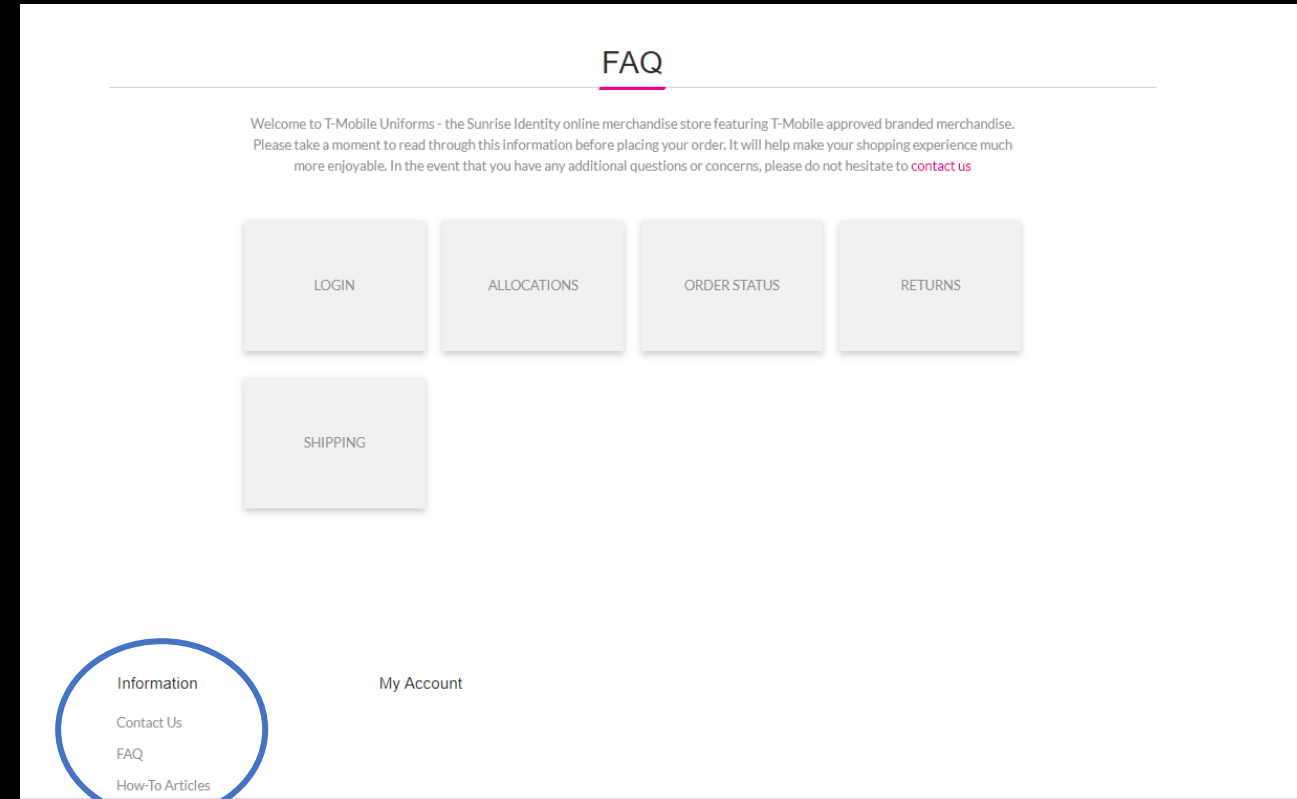 FAQ
Welcome to T-Mobile Uniforms - the Sunrise Identity online merchandise store featuring T-Mobile approved branded merchandise.
Please take a moment to read through this information before placing your order. It will help make your shopping experience much
more enjoyable. In the event that you have any additional questions or concerns, please do not hesitate to contact us
LOGIN
ALLOCATIONS
ORDER STATUS
RETURNS
SHIPPING
Information
Contact Us
FAQ
How-To Articles
My Account